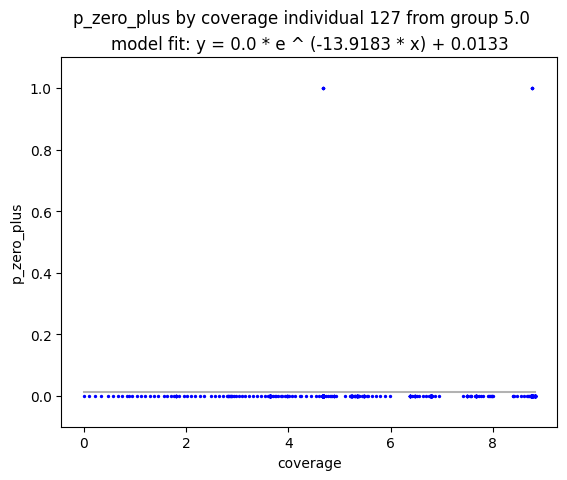 p_zero_plus by coverage individual 127 from group 5.0
model fit: y = 0.0 * e ^ (-13.9183 * x) + 0.0133
1.0
0.8
0.6
0.4
0.2
0.0
p_zero_plus
0 2 4 6 8
coverage